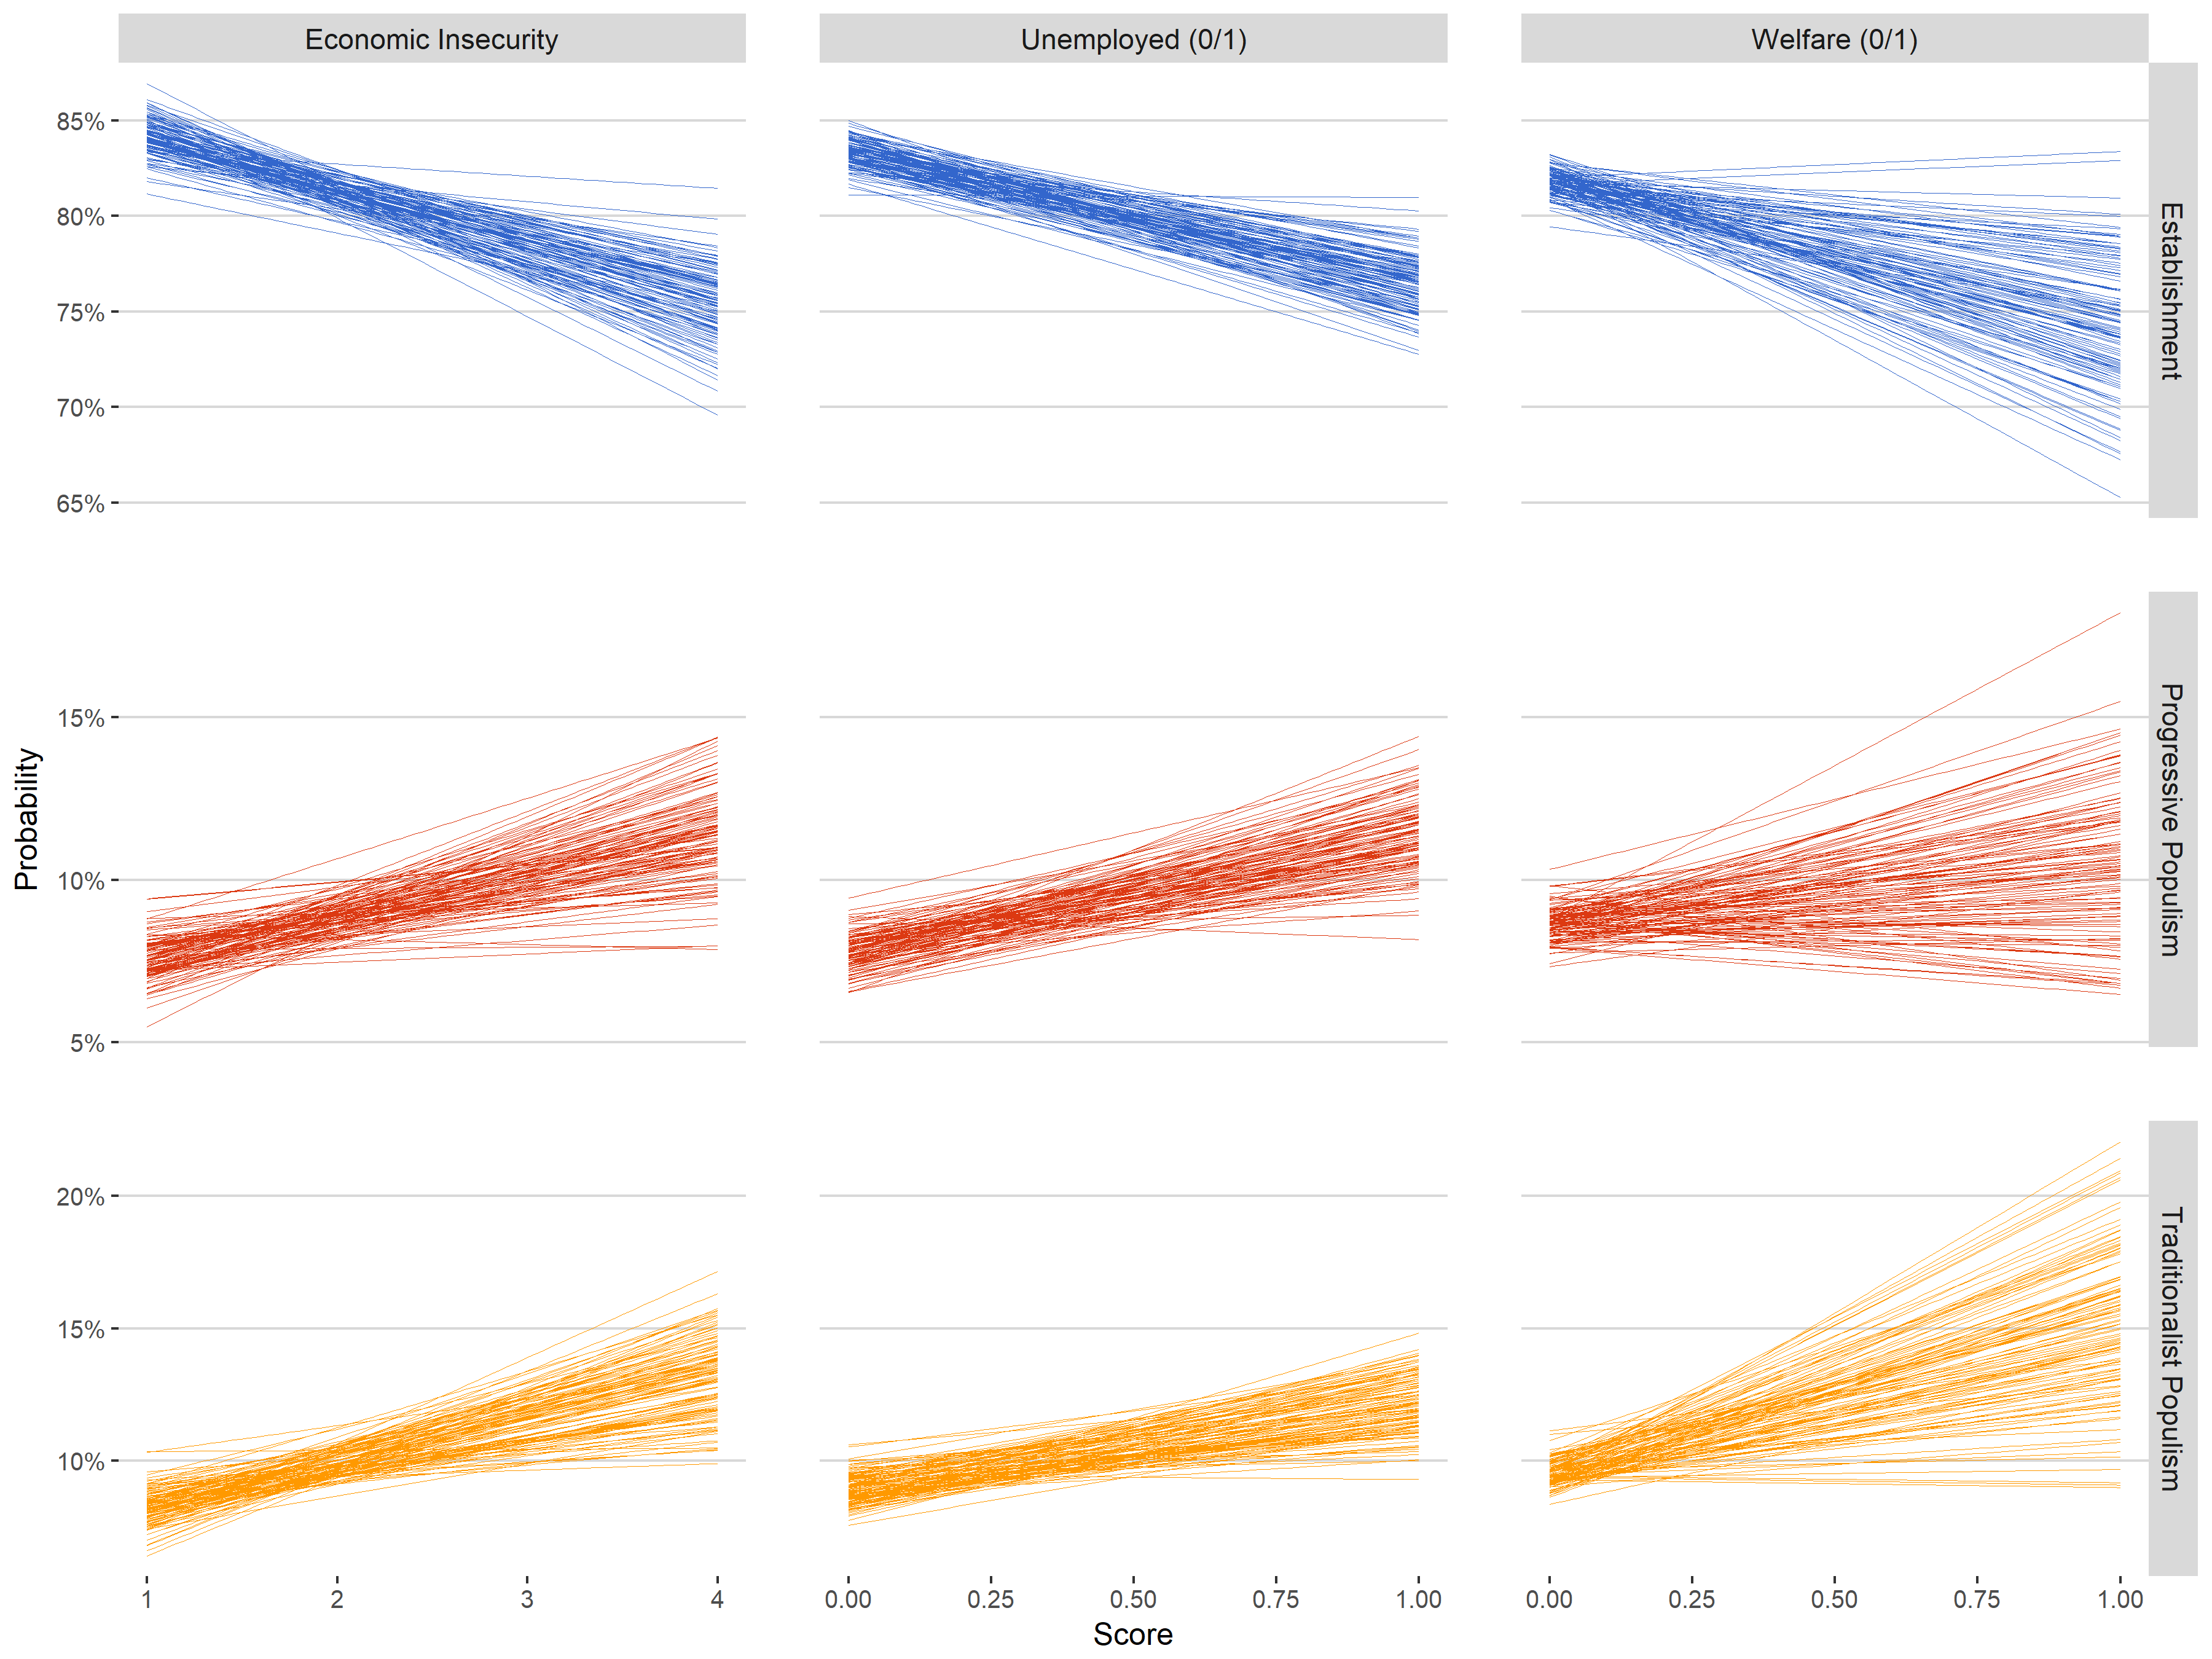 Economic Insecurity
Unemployed (0/1)
Welfare (0/1)
85%
80%
75%
70%
65%
Establishment
15%
10%
5%
Progressive Populism
20%
15%
10%
Traditionalist Populism
Probability
1 2 3 4
0.00 0.25 0.50 0.75 1.00
0.00 0.25 0.50 0.75 1.00
Score